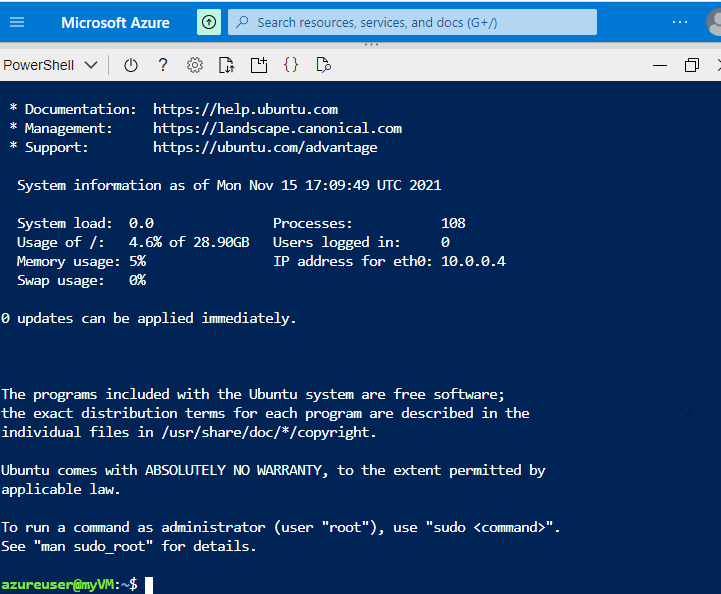 Microsoft Azure
Search resources, services, and docs (G+/)
PowerShell
* Documentation: https://help.ubuntu.com
* Management: https://landscape.canonical.com
* Support: https://ubuntu.com/advantage
System information as of Mon Nov 15 17:09:49 UTC 2021
System load: 0.0 Processes: 108
Usage of /: 4.6% of 28.90GB Users logged in: 0
Memory usage: 5% IP address for eth0: 10.0.0.4
Swap usage: 0%
0 updates can be applied immediately.
The programs included with the Ubuntu system are free software;
the exact distribution terms for each program are described in the
individual files in /usr/share/doc/*/copyright.
Ubuntu comes with ABSOLUTELY NO WARRANTY, to the extent permitted by
applicable law.
To run a command as administrator (user "root"), use "sudo <command>".
See "man sudo_root" for details.
azureuser@myVM:~$